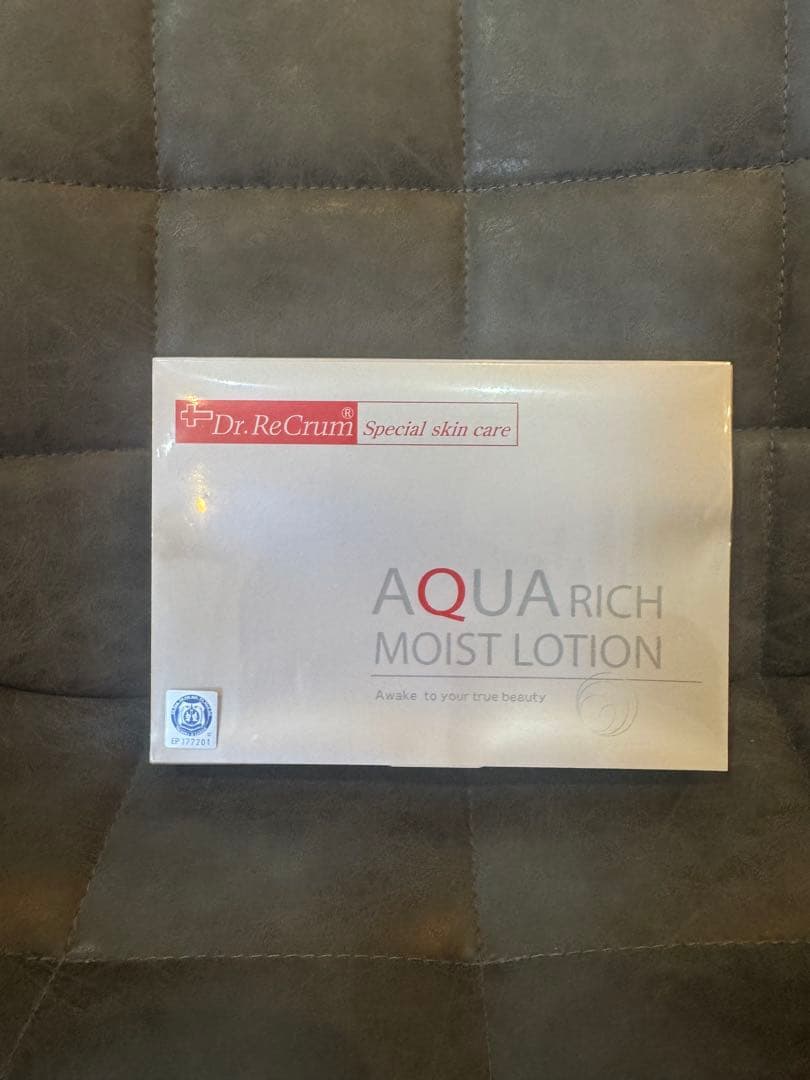 Dr. ReCrum® Special skin care
AQUA RICH
MOIST LOTION
Awake to your true beauty
EP 177201